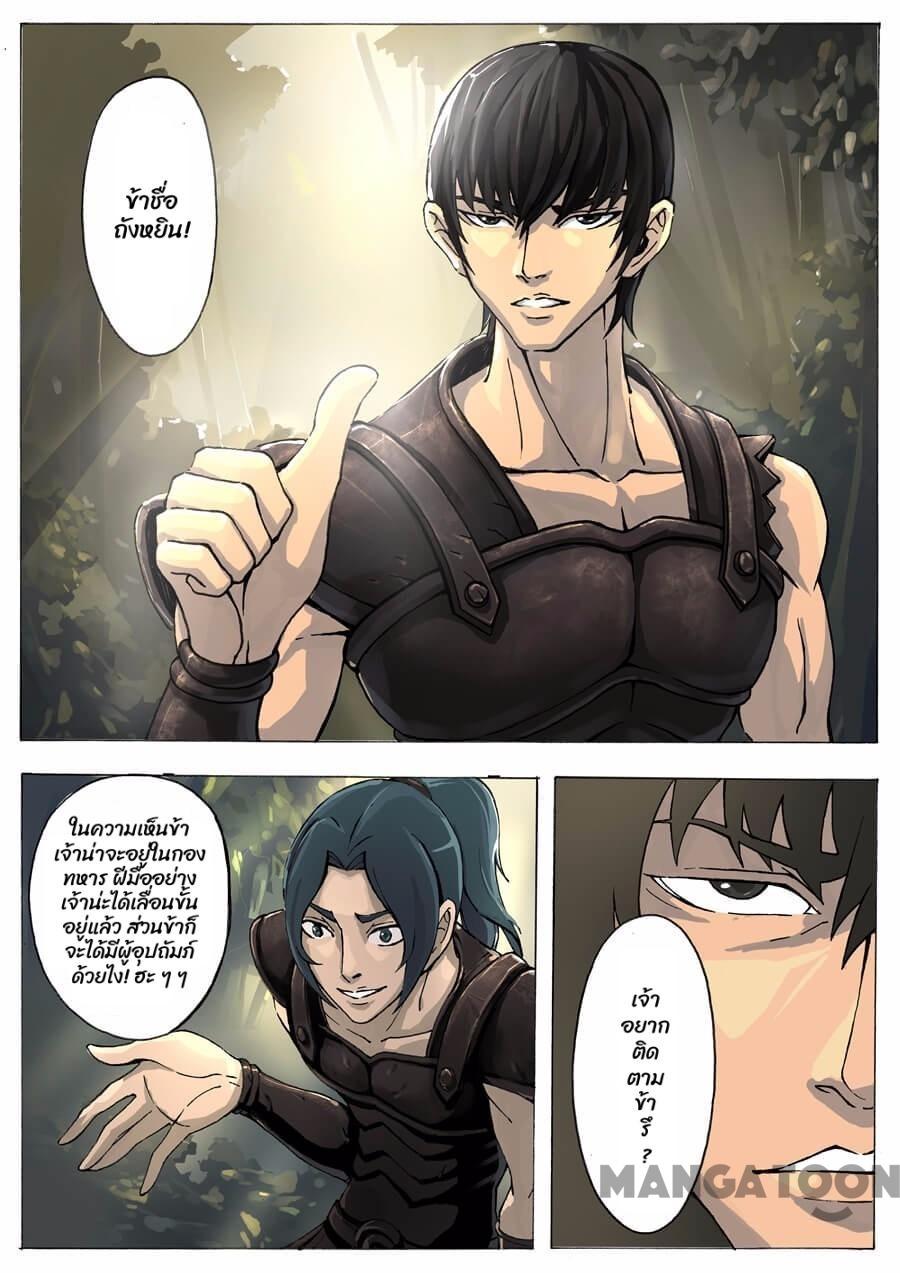 ข้าชื่อ
ถังหยิน!
ในความเห็นข้า
เจ้าน่าจะอยู่ในกอง
ทหาร ฝีมืออย่าง
เจ้าน่ะได้เลื่อนขั้น
อยู่แล้ว ส่วนข้าก็
จะได้มีผู้อุปถัมภ์
ด้วยไง! ฮะ ๆ ๆ
เจ้า
อยาก
ติด
ตาม
ข้า
รึ
?
MANGATOON